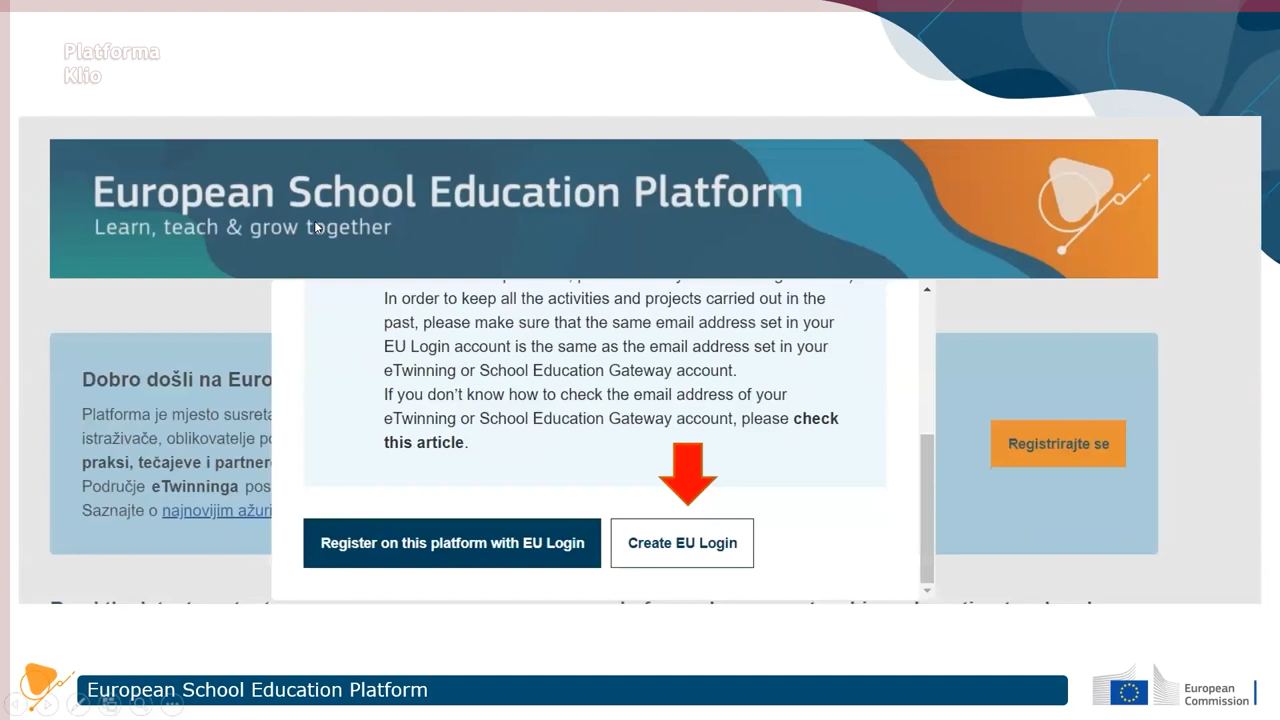 Platforma
Klio
European School Education Platform
Learn, teach & grow together
In order to keep all the activities and projects carried out in the
past, please make sure that the same email address set in your
EU Login account is the same as the email address set in your
eTwinning or School Education Gateway account.
If you don’t know how to check the email address of your
eTwinning or School Education Gateway account, please check
this article.
Dobro došli na Euro
Platforma je mjesto susreta
istraživače, oblikovatelje po
praksi, tečajeve i partner
Područje eTwinninga pos
Saznajte o najnovijim ažuri
Registrirajte se
Register on this platform with EU Login
Create EU Login
European School Education Platform
European
Commission